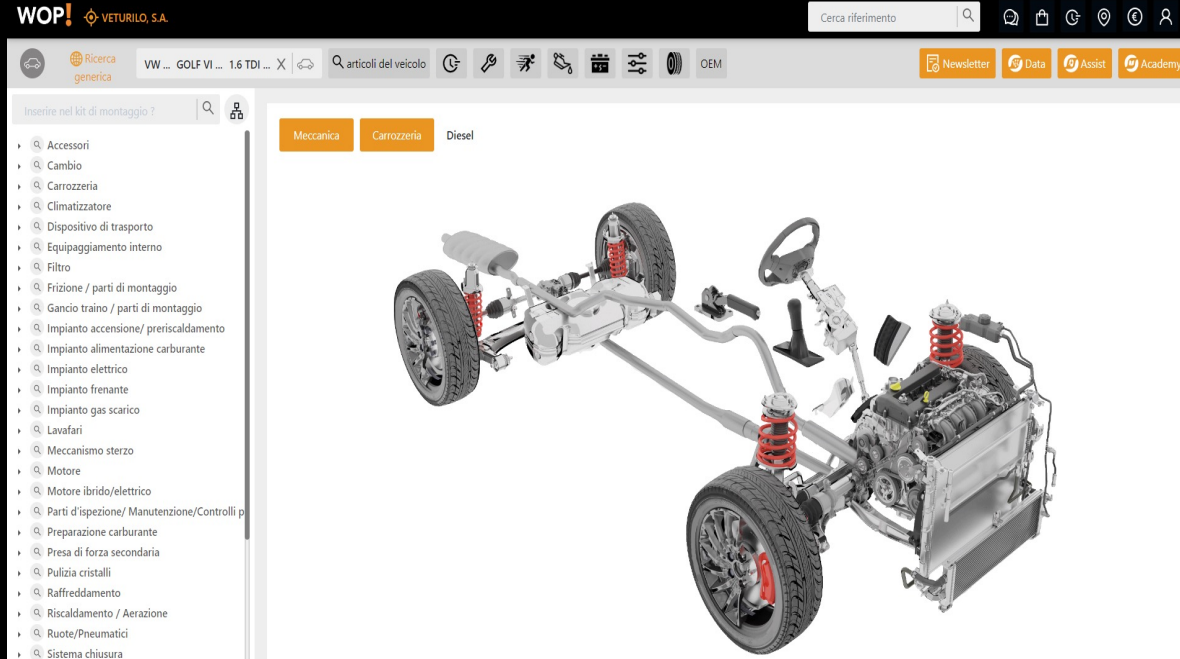 WOP! VETURILO, S.A.
Cerca riferimento
Ricerca
generica
VW ... GOLF VI ... 1.6 TDI ... X
articoli del veicolo
OEM
Newsletter
Data
Assist
Academy
Inserire nel kit di montaggio ?
Meccanica
Carrozzeria
Diesel
Accessori
Cambio
Carrozzeria
Climatizzatore
Dispositivo di trasporto
Equipaggiamento interno
Filtro
Frizione / parti di montaggio
Gancio traino / parti di montaggio
Impianto accensione/ preriscaldamento
Impianto alimentazione carburante
Impianto elettrico
Impianto frenante
Impianto gas scarico
Lavafari
Meccanismo sterzo
Motore
Motore ibrido/elettrico
Parti d'ispezione/ Manutenzione/Controlli p
Preparazione carburante
Presa di forza secondaria
Pulizia cristalli
Raffreddamento
Riscaldamento / Aerazione
Ruote/Pneumatici
Sistema chiusura